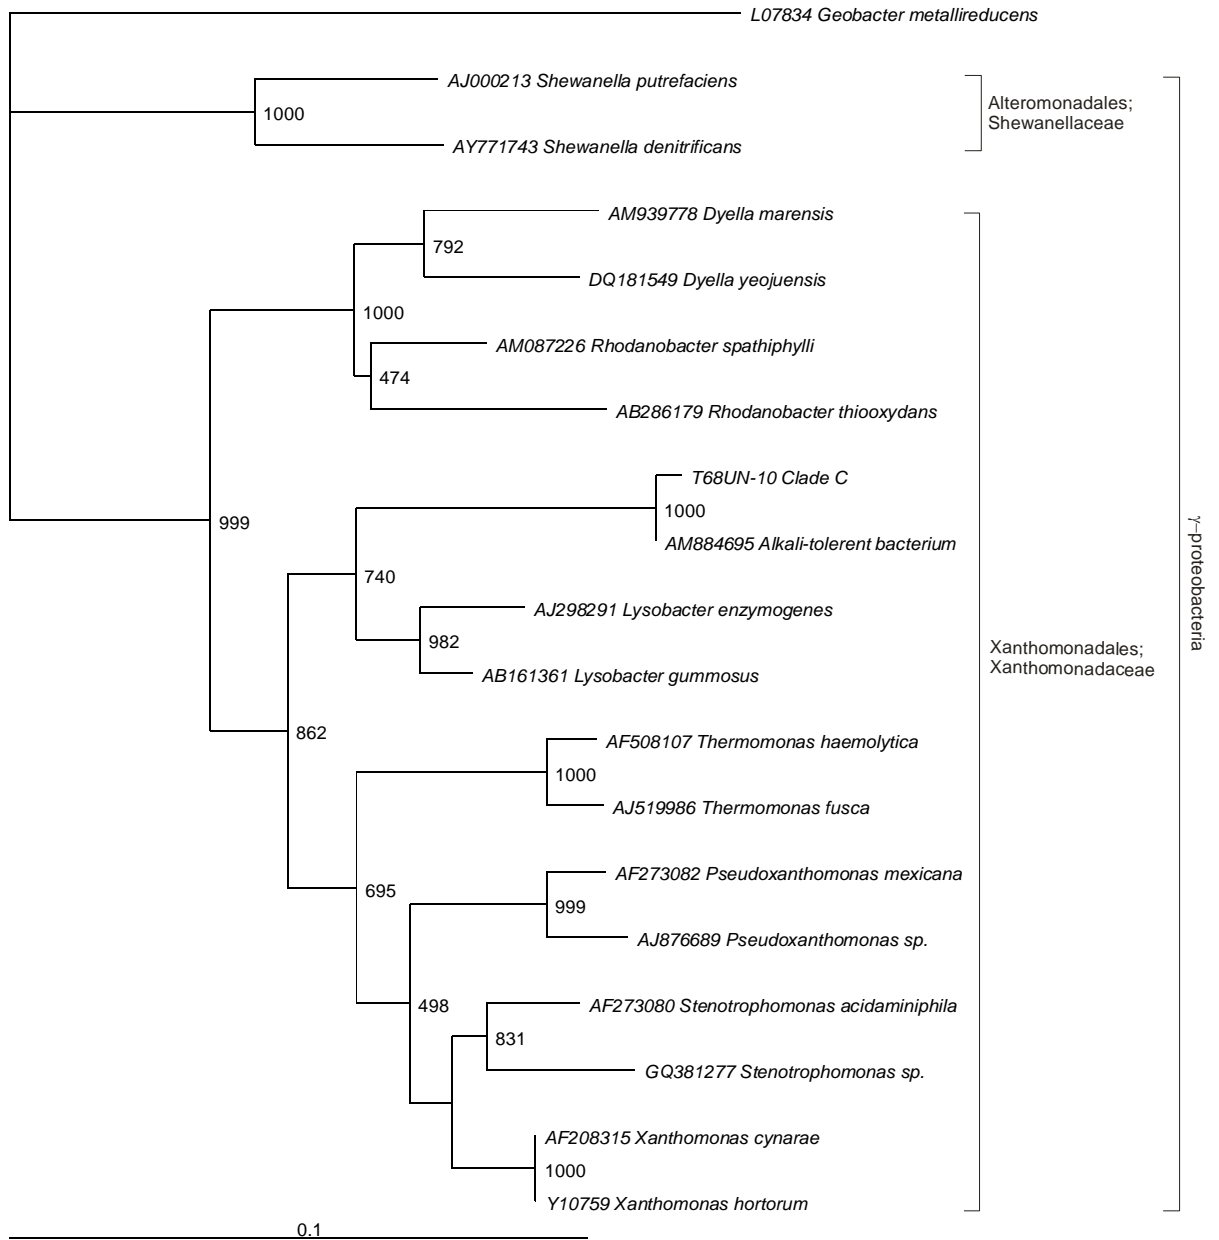 L07834 Geobacter metallireducens
AJ000213 Shewanella putrefaciens
1000
AY771743 Shewanella denitrificans
Alteromonadales;
Shewanellaceae
AM939778 Dyella marensis
792
DQ181549 Dyella yeojuensis
1000
AM087226 Rhodanobacter spathiphylli
474
AB286179 Rhodanobacter thiooxydans
T68UN-10 Clade C
1000
AM884695 Alkali-tolerent bacterium
999
740
AJ298291 Lysobacter enzymogenes
982
AB161361 Lysobacter gummosus
Xanthomonadales;
Xanthomonadaceae
γ–proteobacteria
862
AF508107 Thermomonas haemolytica
1000
AJ519986 Thermomonas fusca
695
AF273082 Pseudoxanthomonas mexicana
999
AJ876689 Pseudoxanthomonas sp.
498
AF273080 Stenotrophomonas acidaminiphila
831
GQ381277 Stenotrophomonas sp.
AF208315 Xanthomonas cynarae
1000
Y10759 Xanthomonas hortorum
0.1